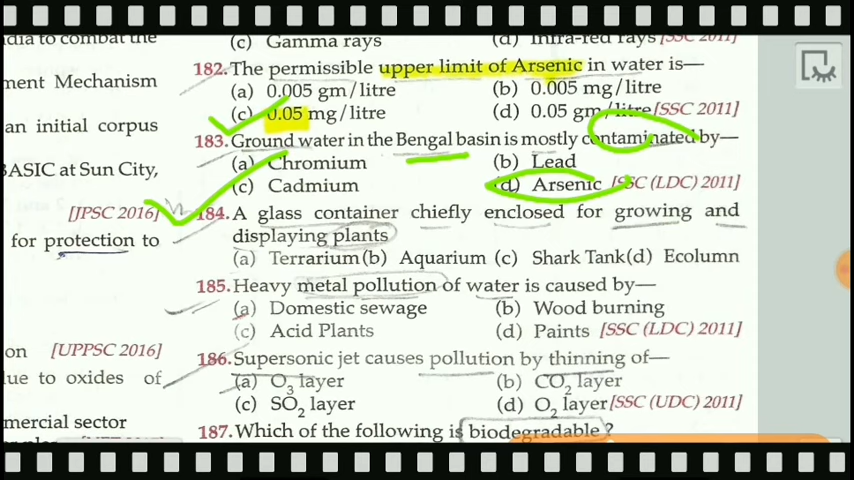 dia to combat the
ment Mechanism
an initial corpus
BASIC at Sun City,
[JPSC 2016]
for protection to
on [UPPSC 2016]
lue to oxides of
mercial sector
(c) Gamma rays (d) Infra-red rays [SSC 2011]
182. The permissible upper limit of Arsenic in water is—
(a) 0.005 gm/litre (b) 0.005 mg/litre
(c) 0.05 mg/litre (d) 0.05 gm/litre [SSC 2011]
183. Ground water in the Bengal basin is mostly contaminated by—
(a) Chromium (b) Lead
(c) Cadmium (d) Arsenic [SSC (LDC) 2011]
184. A glass container chiefly enclosed for growing and
displaying plants
(a) Terrarium (b) Aquarium (c) Shark Tank (d) Ecolumn
185. Heavy metal pollution of water is caused by—
(a) Domestic sewage (b) Wood burning
(c) Acid Plants (d) Paints [SSC (LDC) 2011]
186. Supersonic jet causes pollution by thinning of—
(a) O3 layer (b) CO2 layer
(c) SO2 layer (d) O2 layer [SSC (UDC) 2011]
187. Which of the following is biodegradable?